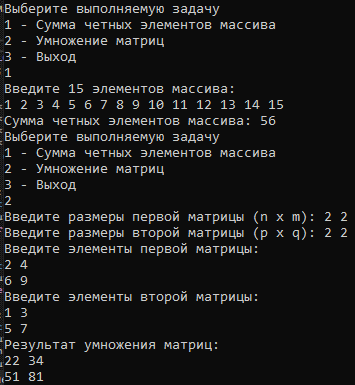 Выберите выполняемую задачу
1 - Сумма четных элементов массива
2 - Умножение матриц
3 - Выход
1
Введите 15 элементов массива:
1 2 3 4 5 6 7 8 9 10 11 12 13 14 15
Сумма четных элементов массива: 56
Выберите выполняемую задачу
1 - Сумма четных элементов массива
2 - Умножение матриц
3 - Выход
2
Введите размеры первой матрицы (n x m): 2 2
Введите размеры второй матрицы (p x q): 2 2
Введите элементы первой матрицы:
2 4
6 9
Введите элементы второй матрицы:
1 3
5 7
Результат умножения матриц:
22 34
51 81